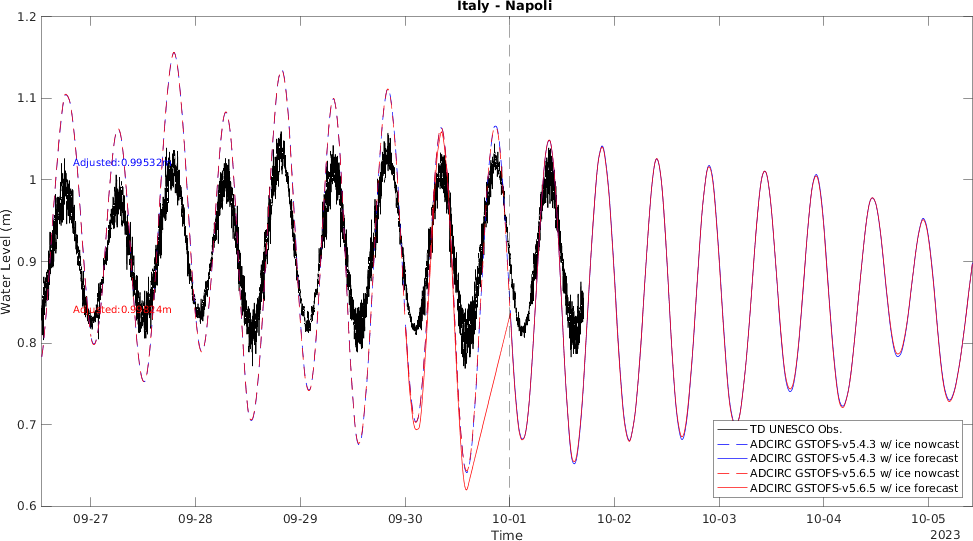 Italy - Napoli
1.2
1.1
1
0.9
0.8
0.7
0.6
Water Level (m)
Adjusted:0.99532m
09-27
09-28
09-29
09-30
10-01
10-02
10-03
10-04
10-05
Time
2023
TD UNESCO Obs.
ADCIRC GSTOFS-v5.4.3 w/ ice nowcast
ADCIRC GSTOFS-v5.4.3 w/ ice forecast
ADCIRC GSTOFS-v5.6.5 w/ ice nowcast
ADCIRC GSTOFS-v5.6.5 w/ ice forecast